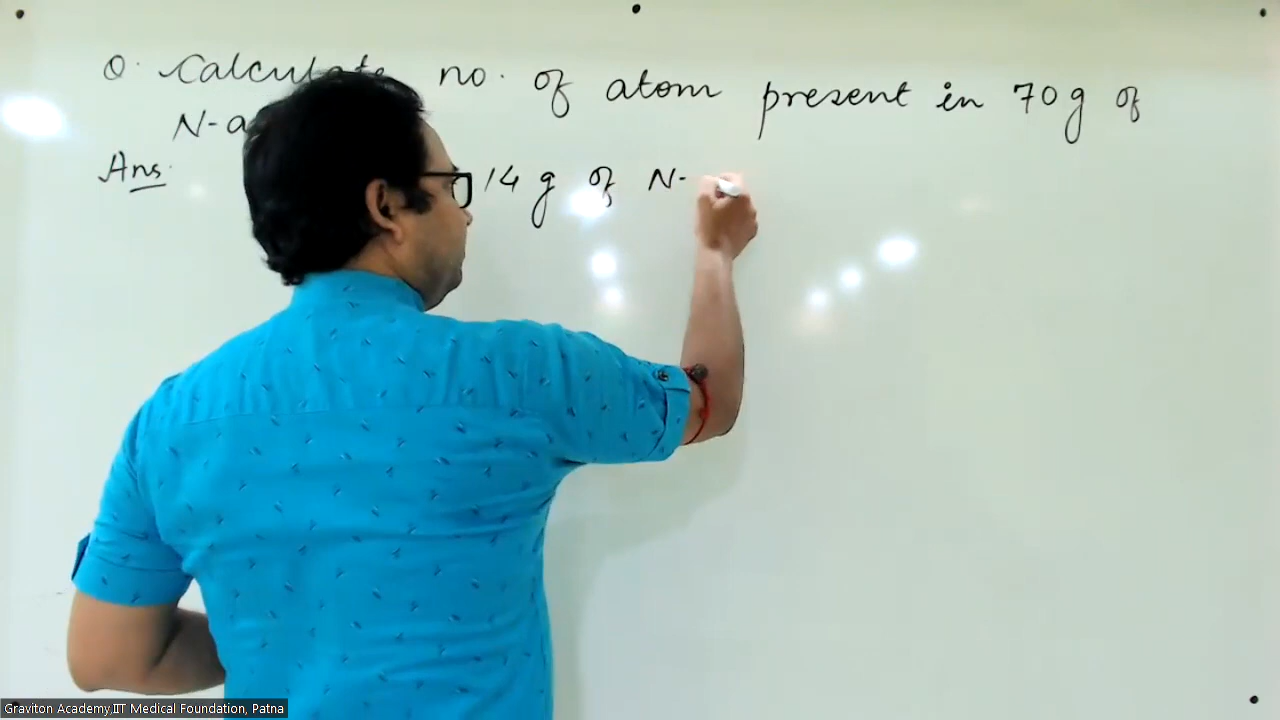 Q. Calculate no. of atom present in 70g of
N-a
Ans. 14 g of N-
Graviton Academy,IIT Medical Foundation, Patna